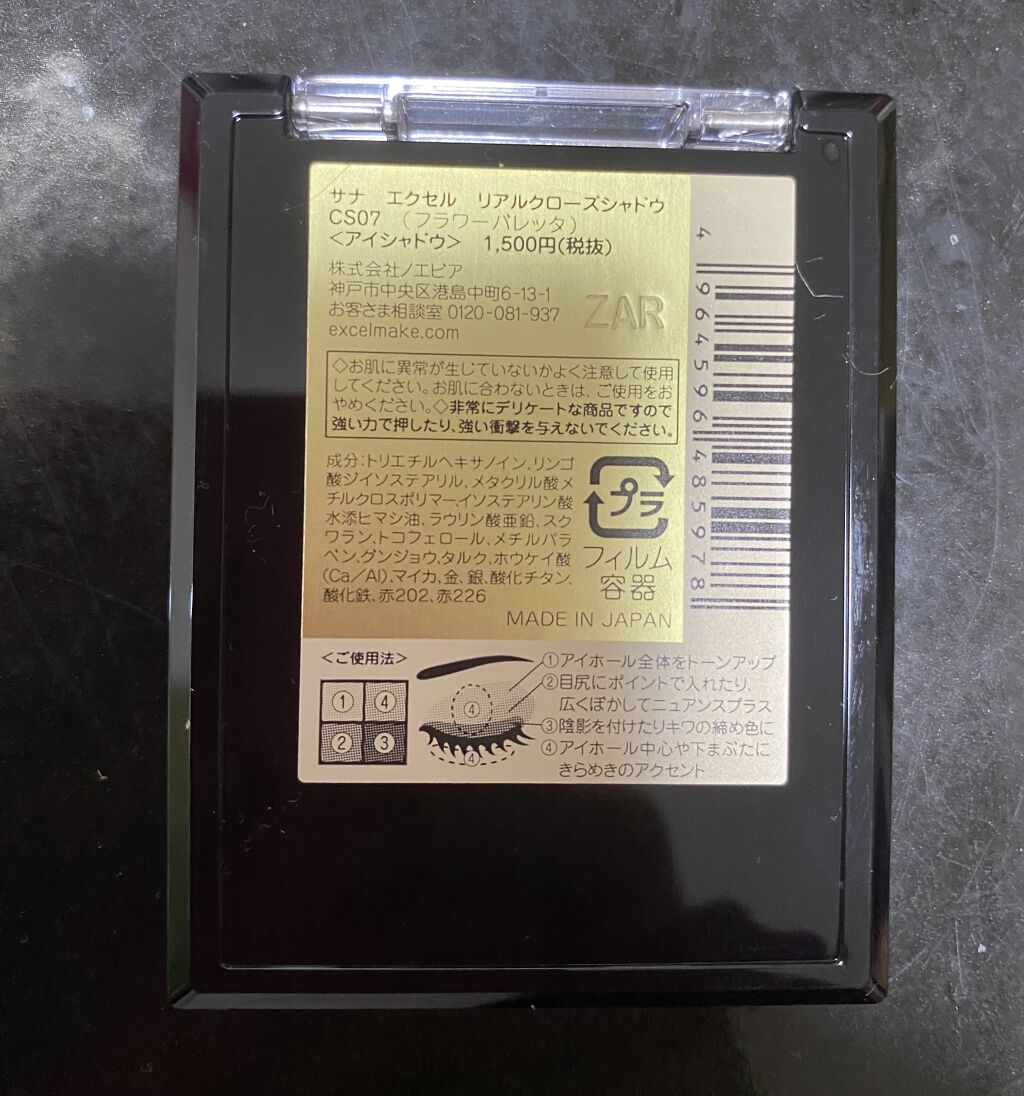 サナ エクセル リアルクローズシャドウ
CS07 (フラワーバレッタ)
<アイシャドウ> 1,500円(税抜)
株式会社ノエビア
神戸市中央区港島中町6-13-1
お客さま相談室 0120-081-937
excelmake.com
ZAR
◇お肌に異常が生じていないかよく注意して使用
してください。お肌に合わないときは、ご使用をお
やめください。◇非常にデリケートな商品ですので
強い力で押したり、強い衝撃を与えないでください。
成分:トリエチルヘキサノイン、リンゴ
酸ジイソステアリル、メタクリル酸メ
チルクロスポリマー、イソステアリン酸
水添ヒマシ油、ラウリン酸亜鉛、スク
ワラン、トコフェロール、メチルパラ
ベン、グンジョウ、タルク、ホウケイ酸
(Ca/Al)、マイカ、金、銀、酸化チタン、
酸化鉄、赤202、赤226
プラ
フィルム
容器
MADE IN JAPAN
4 964596 485978
<ご使用法>
① ④
② ③
④
④
①アイホール全体をトーンアップ
②目尻にポイントで入れたり、
広くぼかしてニュアンスプラス
③陰影を付けたりキワの締め色に
④アイホール中心や下まぶたに
きらめきのアクセント